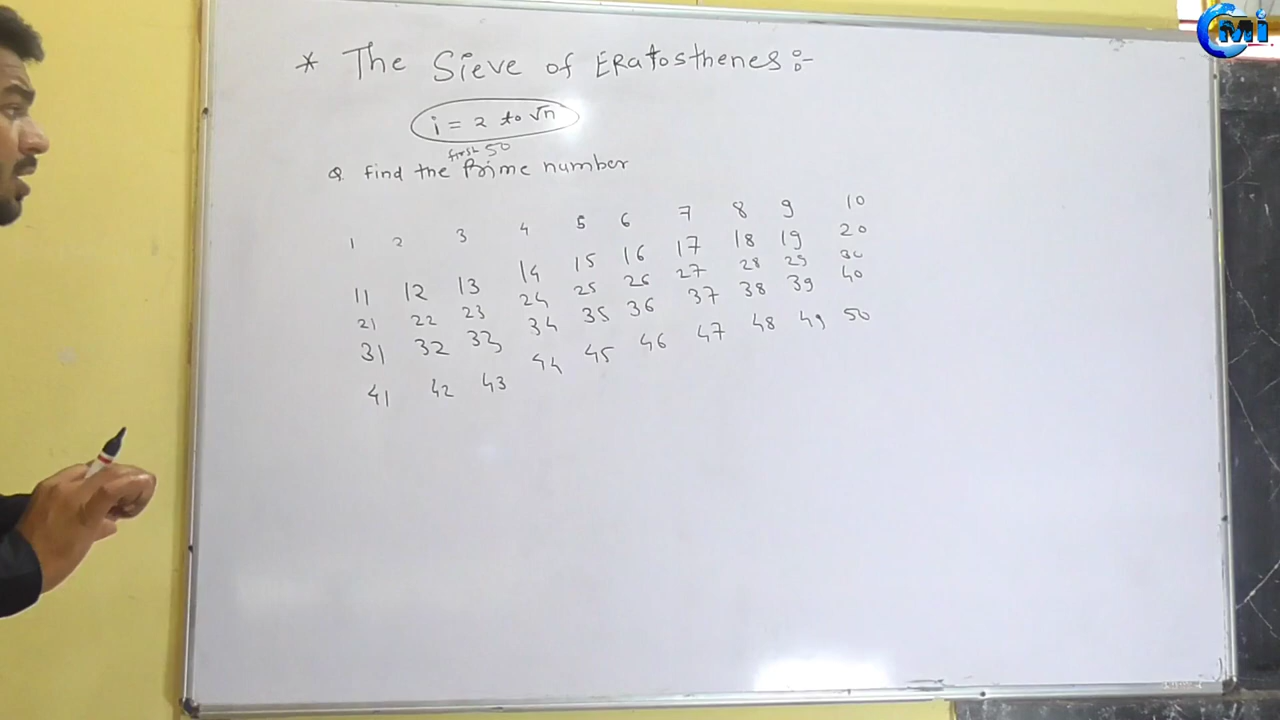 * The Sieve of Eratosthenes:-
i = 2 to √n
first 50
Q. find the Prime number
1 2 3 4 5 6 7 8 9 10
11 12 13 14 15 16 17 18 19 20
21 22 23 24 25 26 27 28 29 30
31 32 33 34 35 36 37 38 39 40
41 42 43 44 45 46 47 48 49 50
CMi